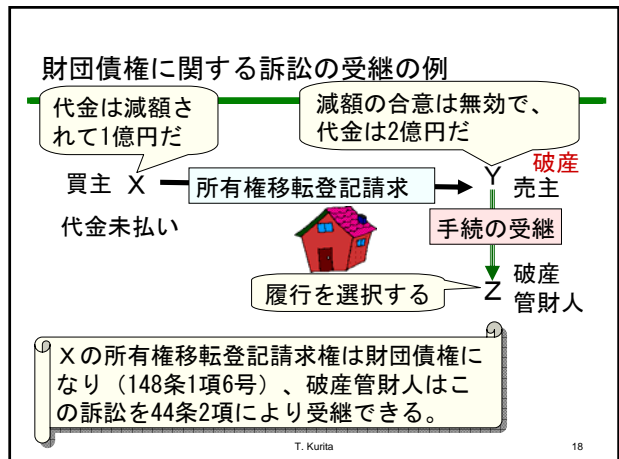 財団債権に関する訴訟の受継の例
代金は減額さ
れて1億円だ
減額の合意は無効で、
代金は2億円だ
破産
買主 X
所有権移転登記請求
Y
売主
代金未払い
手続の受継
履行を選択する
Z
破産
管財人
Xの所有権移転登記請求権は財団債権に
なり（148条1項6号）、破産管財人はこ
の訴訟を44条2項により受継できる。
T. Kurita
18